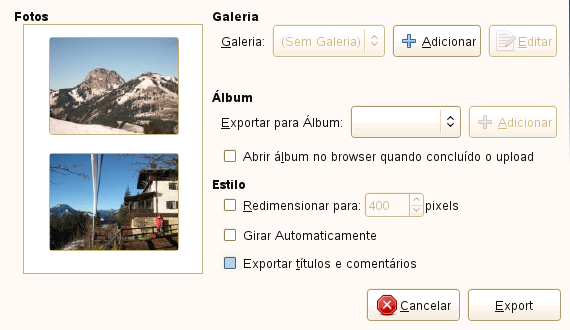 Fotos
Galeria
Galeria: (Sem Galeria) Adicionar Editar
Álbum
Exportar para Álbum: Adicionar
Abrir álbum no browser quando concluído o upload
Estilo
Redimensionar para: 400 pixels
Girar Automaticamente
Exportar títulos e comentários
Cancelar Export